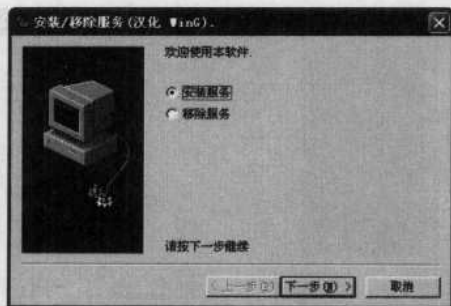 安装/移除服务(汉化 WinG).
欢迎使用本软件.
安装服务
移除服务
请按下一步继续
<上一步(B) 下一步(N) > 取消